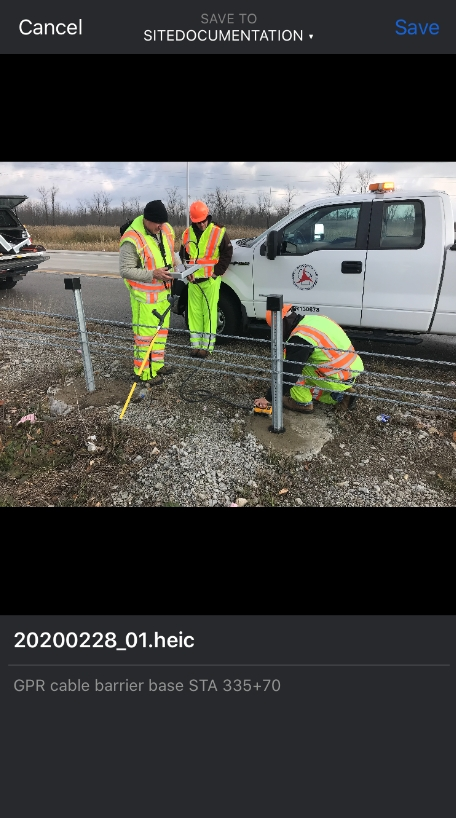 Cancel
SAVE TO
SITEDOCUMENTATION ▾
Save
20200228_01.heic
GPR cable barrier base STA 335+70